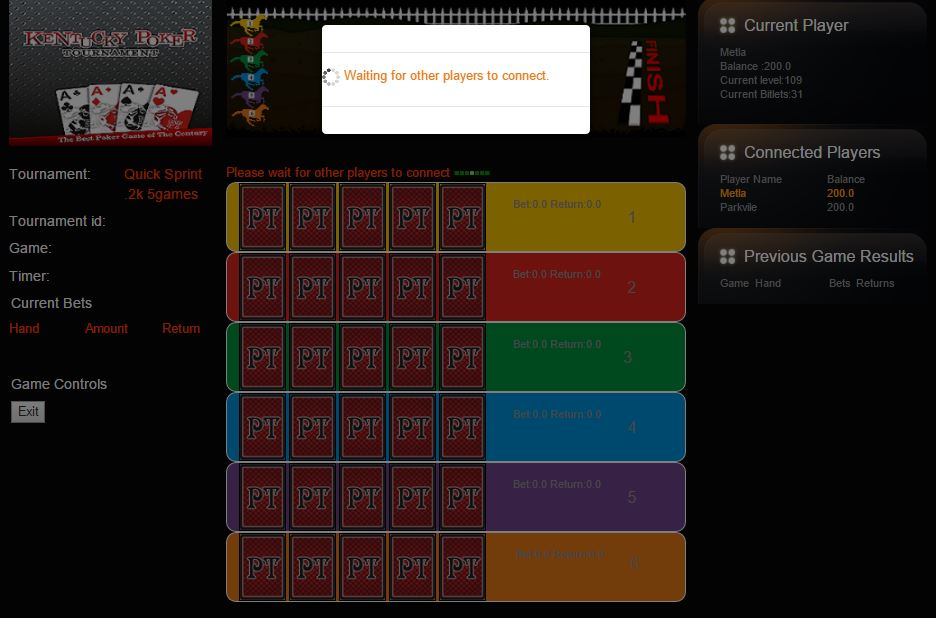 KENTUCKY POKER
TOURNAMENT
The Best Poker Game of The Century
FINISH
Waiting for other players to connect.
Tournament: Quick Sprint
.2k 5games
Tournament id:
Game:
Timer:
Current Bets
Hand Amount Return
Game Controls
Exit
Please wait for other players to connect
PT PT PT PT PT Bet:0.0 Return:0.0 1
PT PT PT PT PT Bet:0.0 Return:0.0 2
PT PT PT PT PT Bet:0.0 Return:0.0 3
PT PT PT PT PT Bet:0.0 Return:0.0 4
PT PT PT PT PT Bet:0.0 Return:0.0 5
PT PT PT PT PT Bet:0.0 Return:0.0 6
Current Player
Metla
Balance :200.0
Current level:109
Current Bitlets:31
Connected Players
Player Name Balance
Metla 200.0
Parkvile 200.0
Previous Game Results
Game Hand Bets Returns